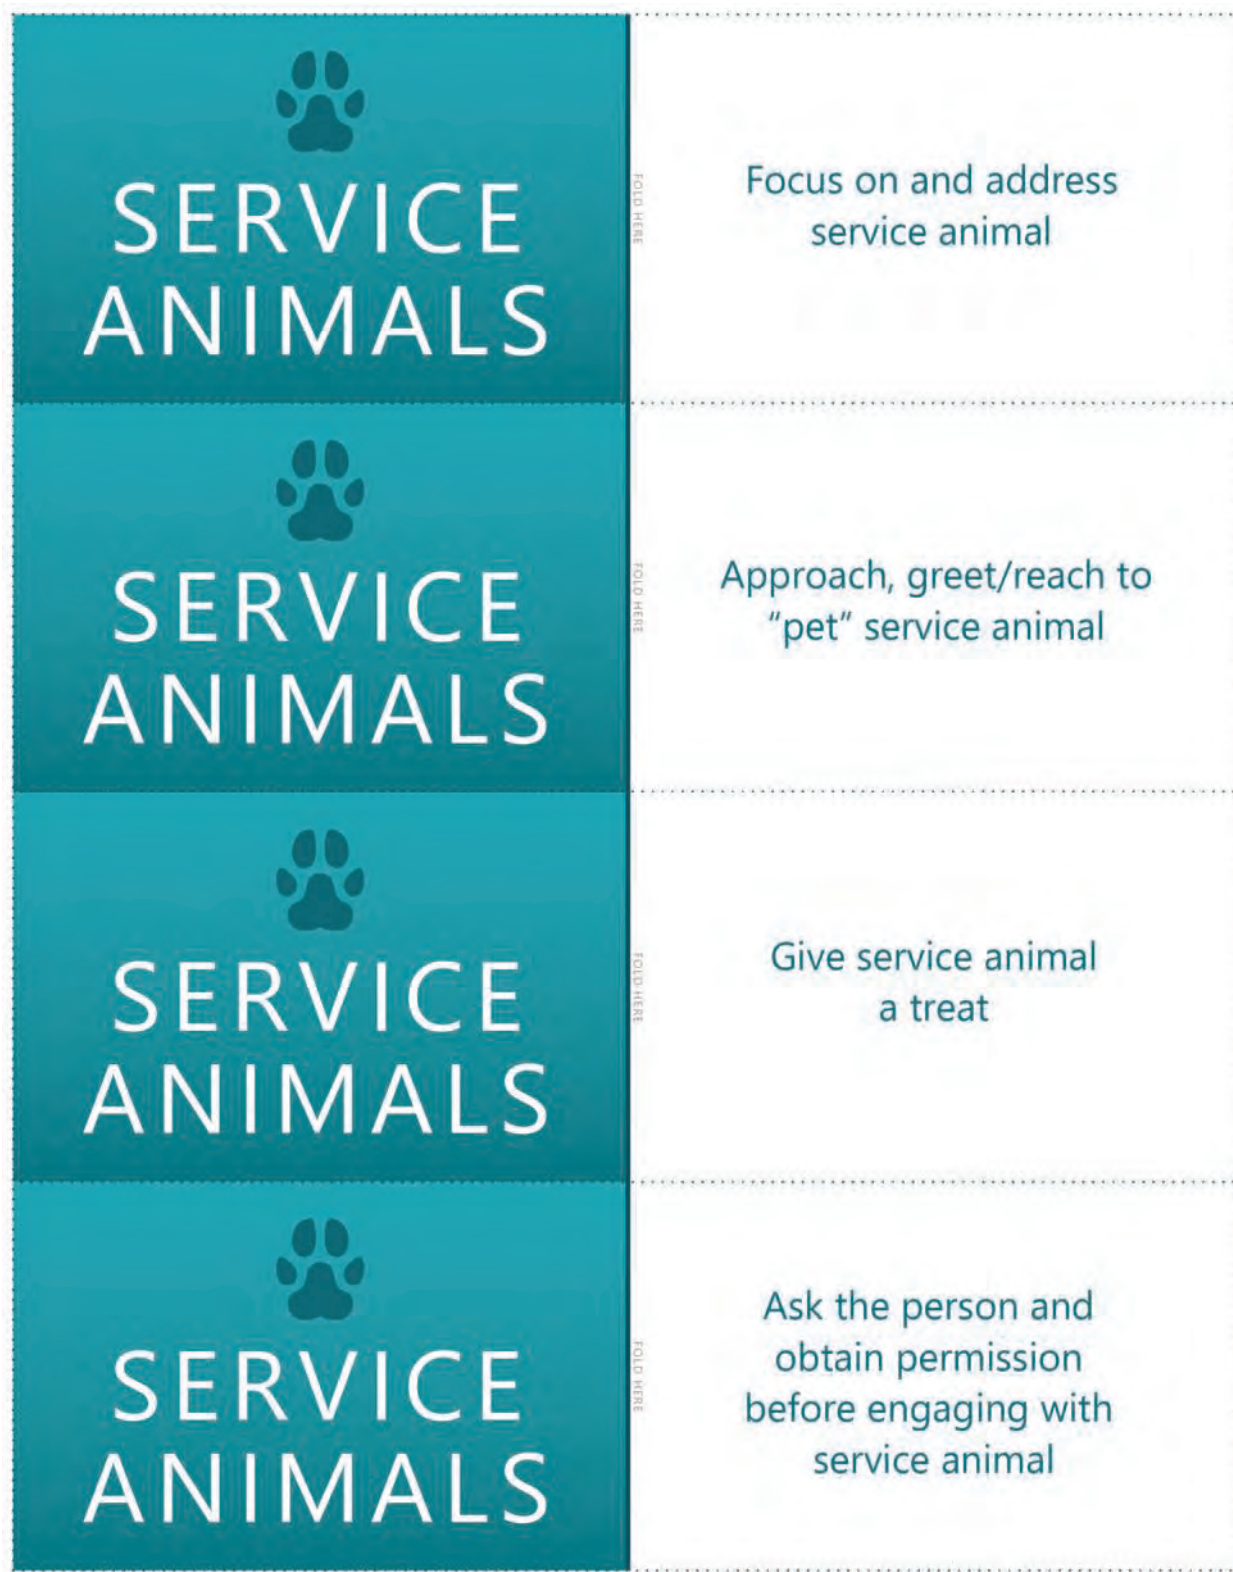 SERVICE
ANIMALS
FOLD HERE
Focus on and address
service animal
SERVICE
ANIMALS
FOLD HERE
Approach, greet/reach to
“pet” service animal
SERVICE
ANIMALS
FOLD HERE
Give service animal
a treat
SERVICE
ANIMALS
FOLD HERE
Ask the person and
obtain permission
before engaging with
service animal